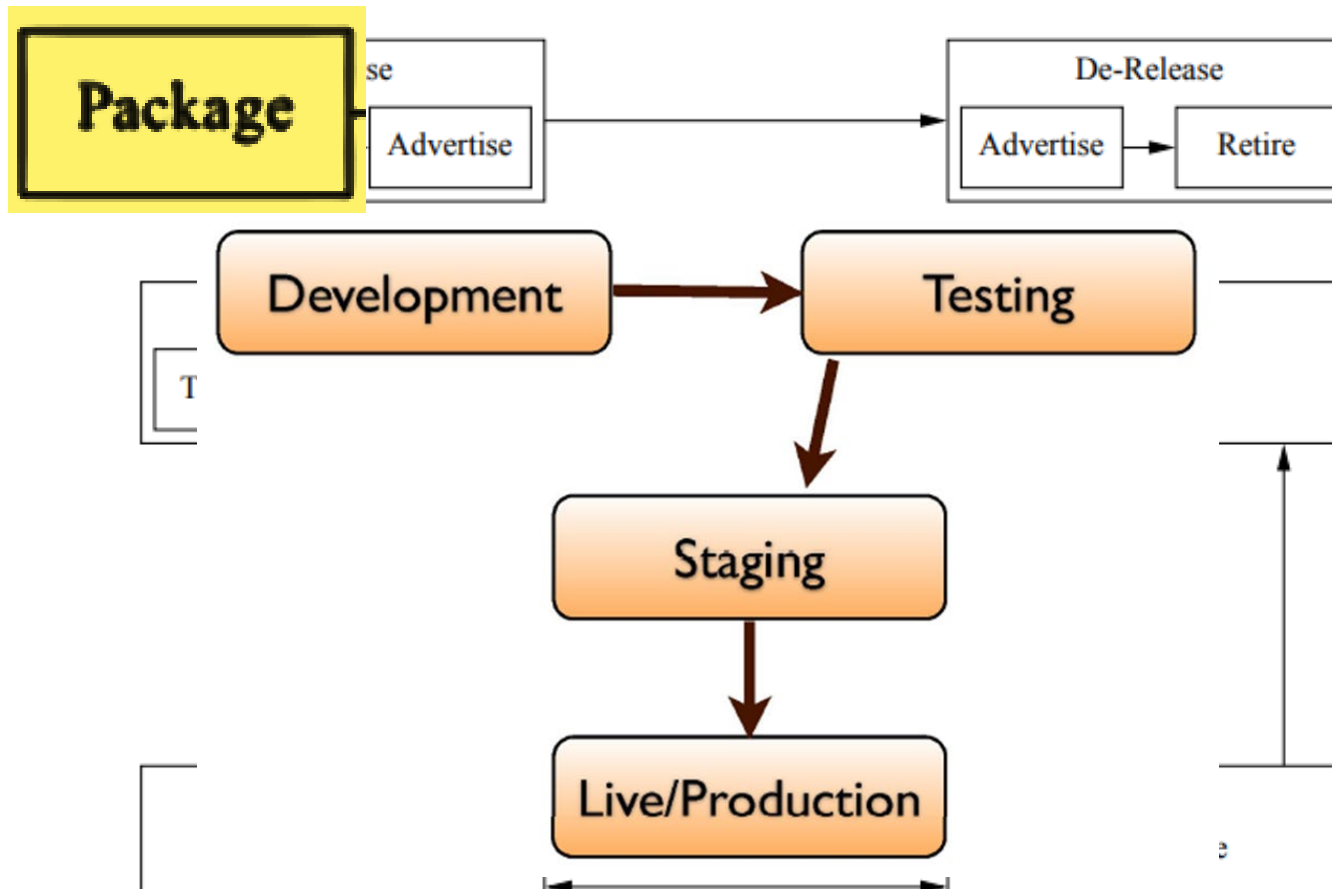 Package
se
Advertise
De-Release
Advertise
Retire
Development
Testing
T
Staging
Live/Production
e